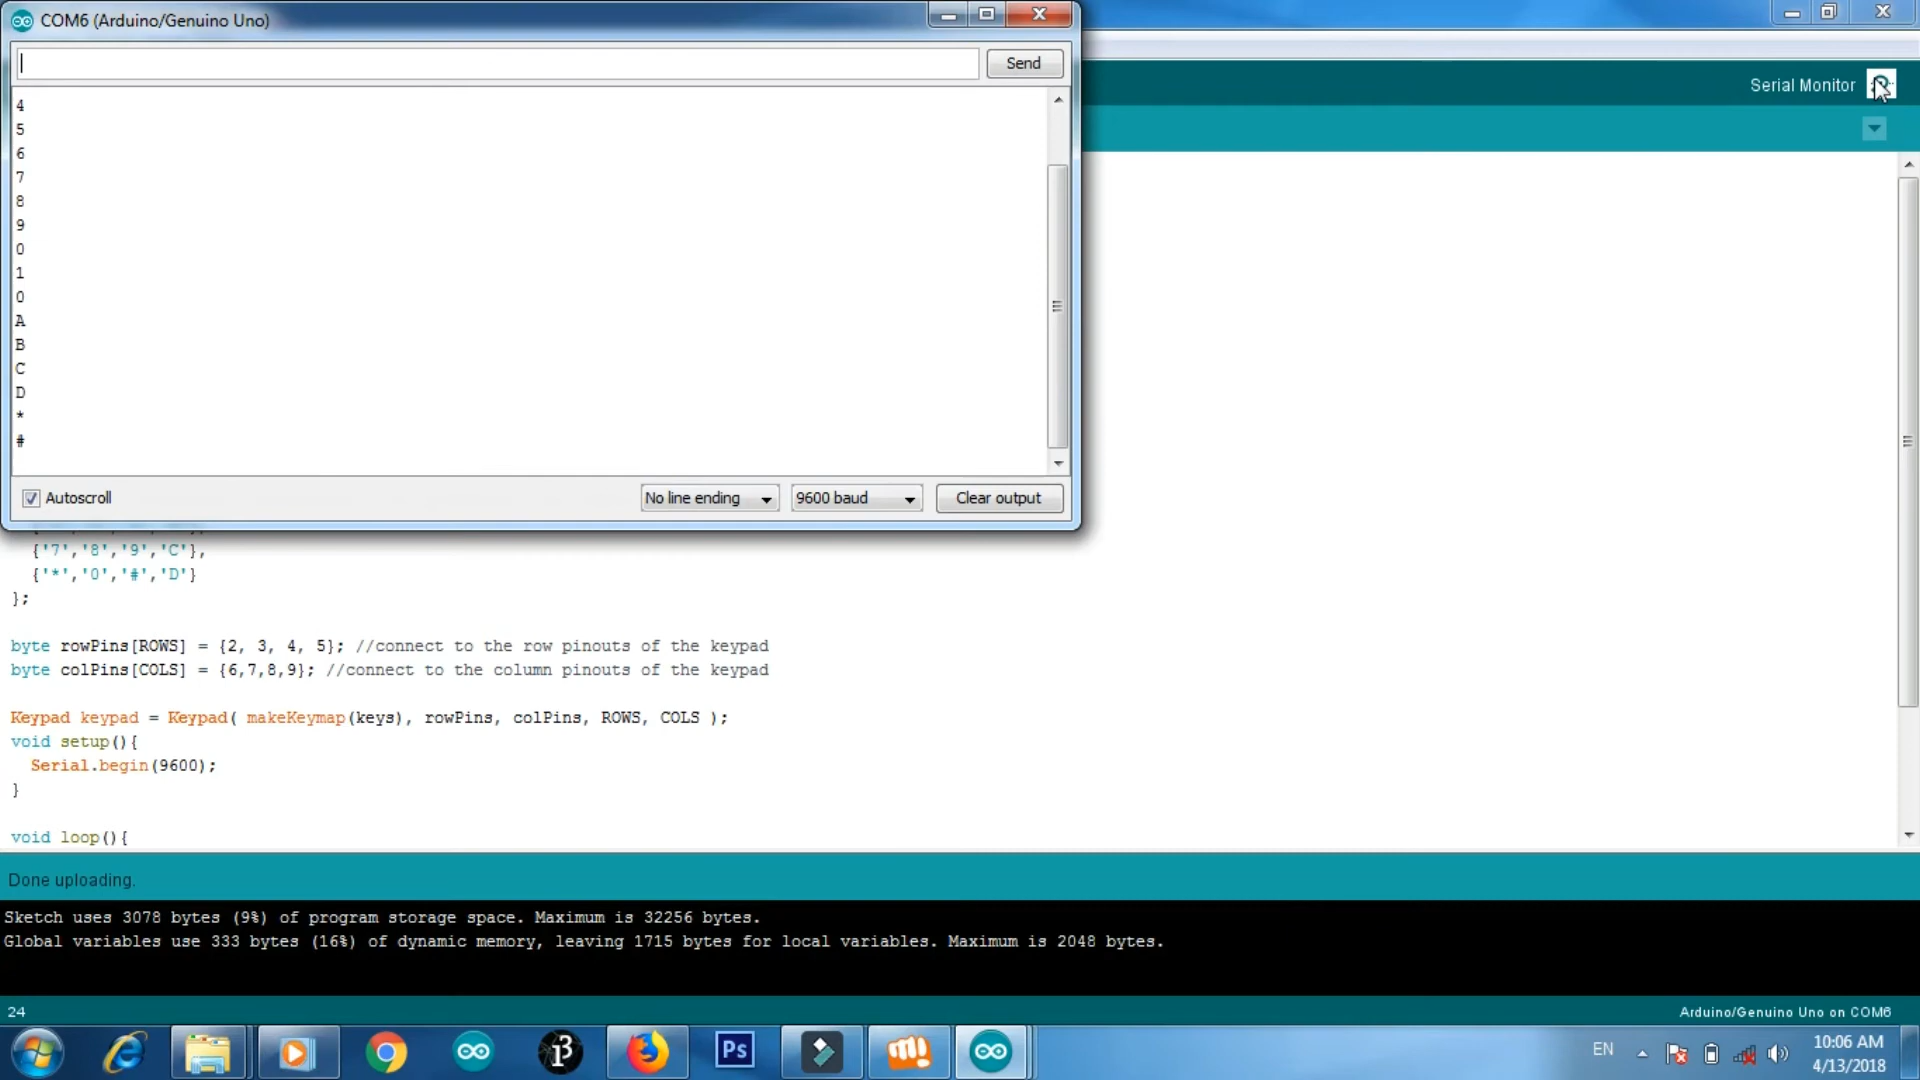 COM6 (Arduino/Genuino Uno)
Send
Serial Monitor
4
5
6
7
8
9
0
1
0
A
B
C
D
*
#
Autoscroll
No line ending
9600 baud
Clear output
{'7','8','9','C'},
{'*','0','#','D'}
};
byte rowPins[ROWS] = {2, 3, 4, 5}; //connect to the row pinouts of the keypad
byte colPins[COLS] = {6,7,8,9}; //connect to the column pinouts of the keypad
Keypad keypad = Keypad( makeKeymap(keys), rowPins, colPins, ROWS, COLS );
void setup(){
Serial.begin(9600);
}
void loop(){
Done uploading.
Sketch uses 3078 bytes (9%) of program storage space. Maximum is 32256 bytes.
Global variables use 333 bytes (16%) of dynamic memory, leaving 1715 bytes for local variables. Maximum is 2048 bytes.
24
Arduino/Genuino Uno on COM6
i3
Ps
EN
10:06 AM
4/13/2018